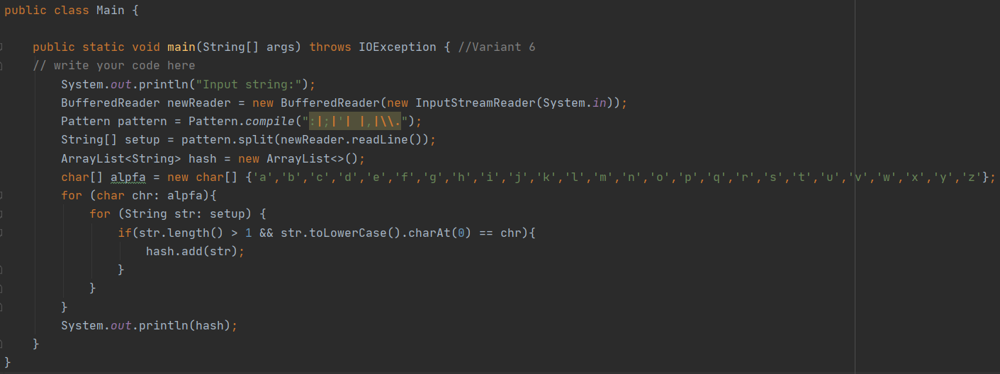 public class Main {
public static void main(String[] args) throws IOException { //Variant 6
// write your code here
System.out.println("Input string:");
BufferedReader newReader = new BufferedReader(new InputStreamReader(System.in));
Pattern pattern = Pattern.compile(":|;|'| |,|\\.");
String[] setup = pattern.split(newReader.readLine());
ArrayList<String> hash = new ArrayList<>();
char[] alpfa = new char[] {'a','b','c','d','e','f','g','h','i','j','k','l','m','n','o','p','q','r','s','t','u','v','w','x','y','z'};
for (char chr: alpfa){
for (String str: setup) {
if(str.length() > 1 && str.toLowerCase().charAt(0) == chr){
hash.add(str);
}
}
}
System.out.println(hash);
}
}